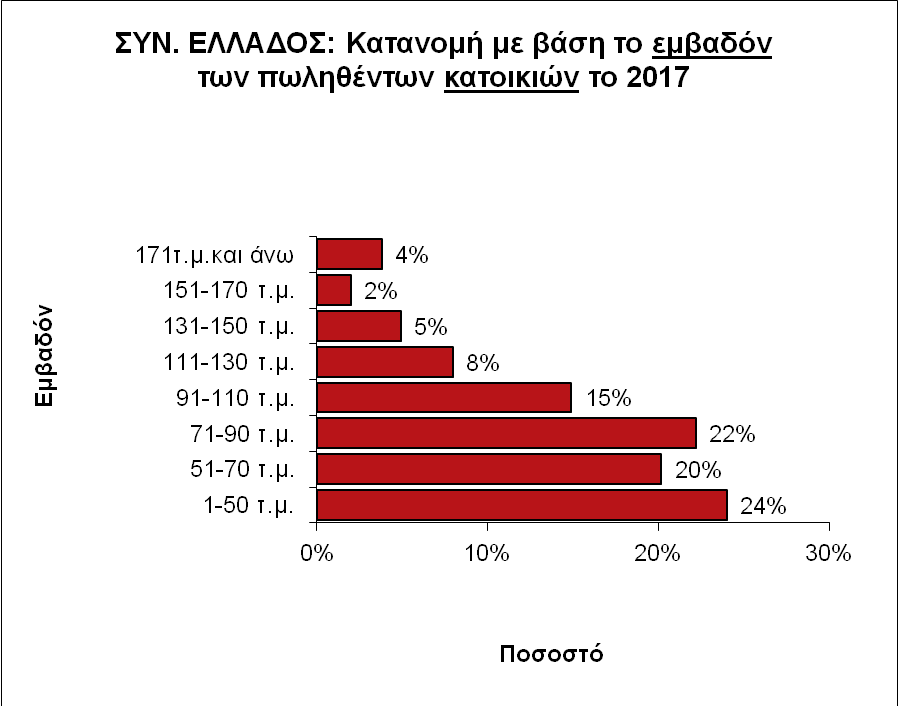 ΣΥΝ. ΕΛΛΑΔΟΣ: Κατανομή με βάση το εμβαδόν
των πωληθέντων κατοικιών το 2017
Εμβαδόν
171τ.μ.και άνω 4%
151-170 τ.μ. 2%
131-150 τ.μ. 5%
111-130 τ.μ. 8%
91-110 τ.μ. 15%
71-90 τ.μ. 22%
51-70 τ.μ. 20%
1-50 τ.μ. 24%
0% 10% 20% 30%
Ποσοστό